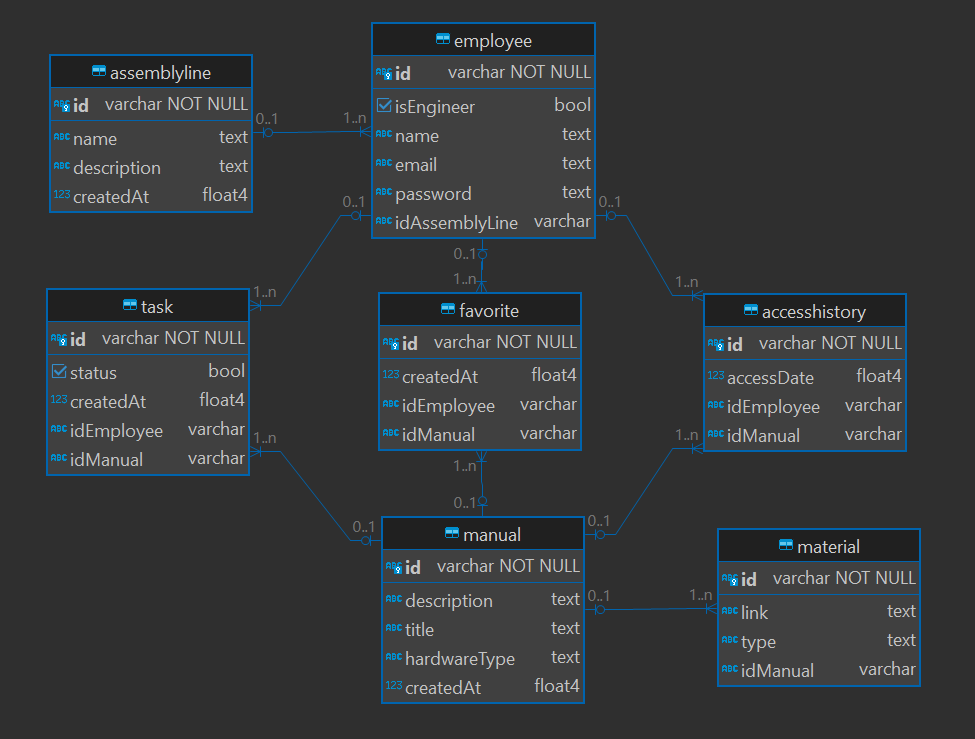 employee
id varchar NOT NULL
isEngineer bool
name text
email text
password text
idAssemblyLine varchar
assemblyline
id varchar NOT NULL
name text
description text
123 createdAt float4
0..1
1..n
0..1
0..1
0..1
1..n
1..n
1..n
task
id varchar NOT NULL
status bool
123 createdAt float4
idEmployee varchar
idManual varchar
favorite
id varchar NOT NULL
123 createdAt float4
idEmployee varchar
idManual varchar
accesshistory
id varchar NOT NULL
123 accessDate float4
idEmployee varchar
idManual varchar
1..n
1..n
1..n
0..1
0..1
0..1
manual
id varchar NOT NULL
description text
title text
hardwareType text
123 createdAt float4
0..1
1..n
material
id varchar NOT NULL
link text
type text
idManual varchar